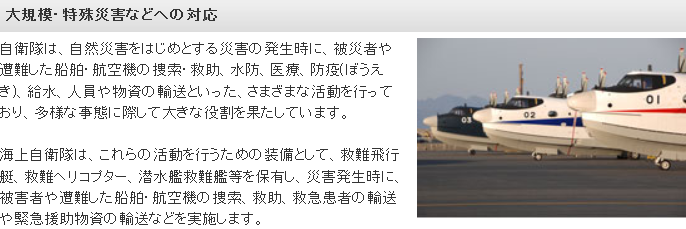 大規模・特殊災害などへの対応
自衛隊は、自然災害をはじめとする災害の発生時に、被災者や
遭難した船舶・航空機の捜索・救助、水防、医療、防疫(ぼうえ
き)、給水、人員や物資の輸送といった、さまざまな活動を行って
おり、多様な事態に際して大きな役割を果たしています。
海上自衛隊は、これらの活動を行うための装備として、救難飛行
艇、救難ヘリコプター、潜水艦救難艦等を保有し、災害発生時に、
被害者や遭難した船舶・航空機の捜索、救助、救急患者の輸送
や緊急援助物資の輸送などを実施します。
03
02
01